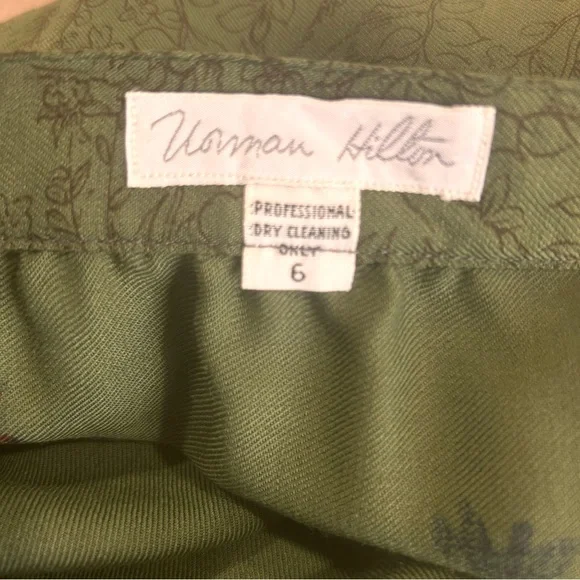 Norman Hilton
PROFESSIONAL
DRY CLEANING
ONLY
6